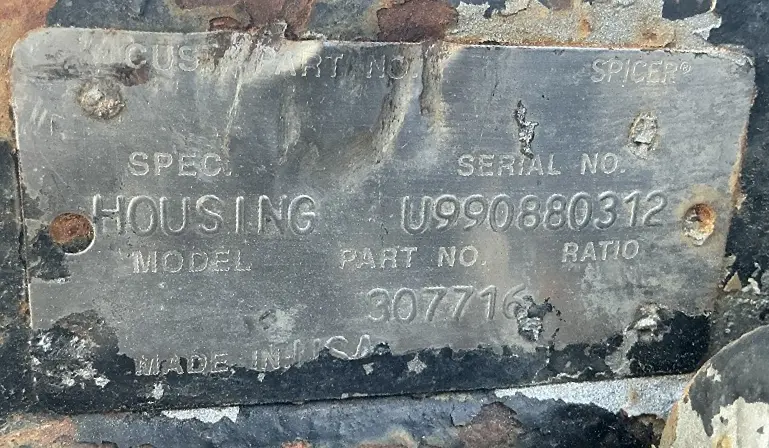 CUST. PART NO. SPICER®
SPEC. SERIAL NO.
HOUSING U990880312
MODEL PART NO. RATIO
307716
MADE IN USA